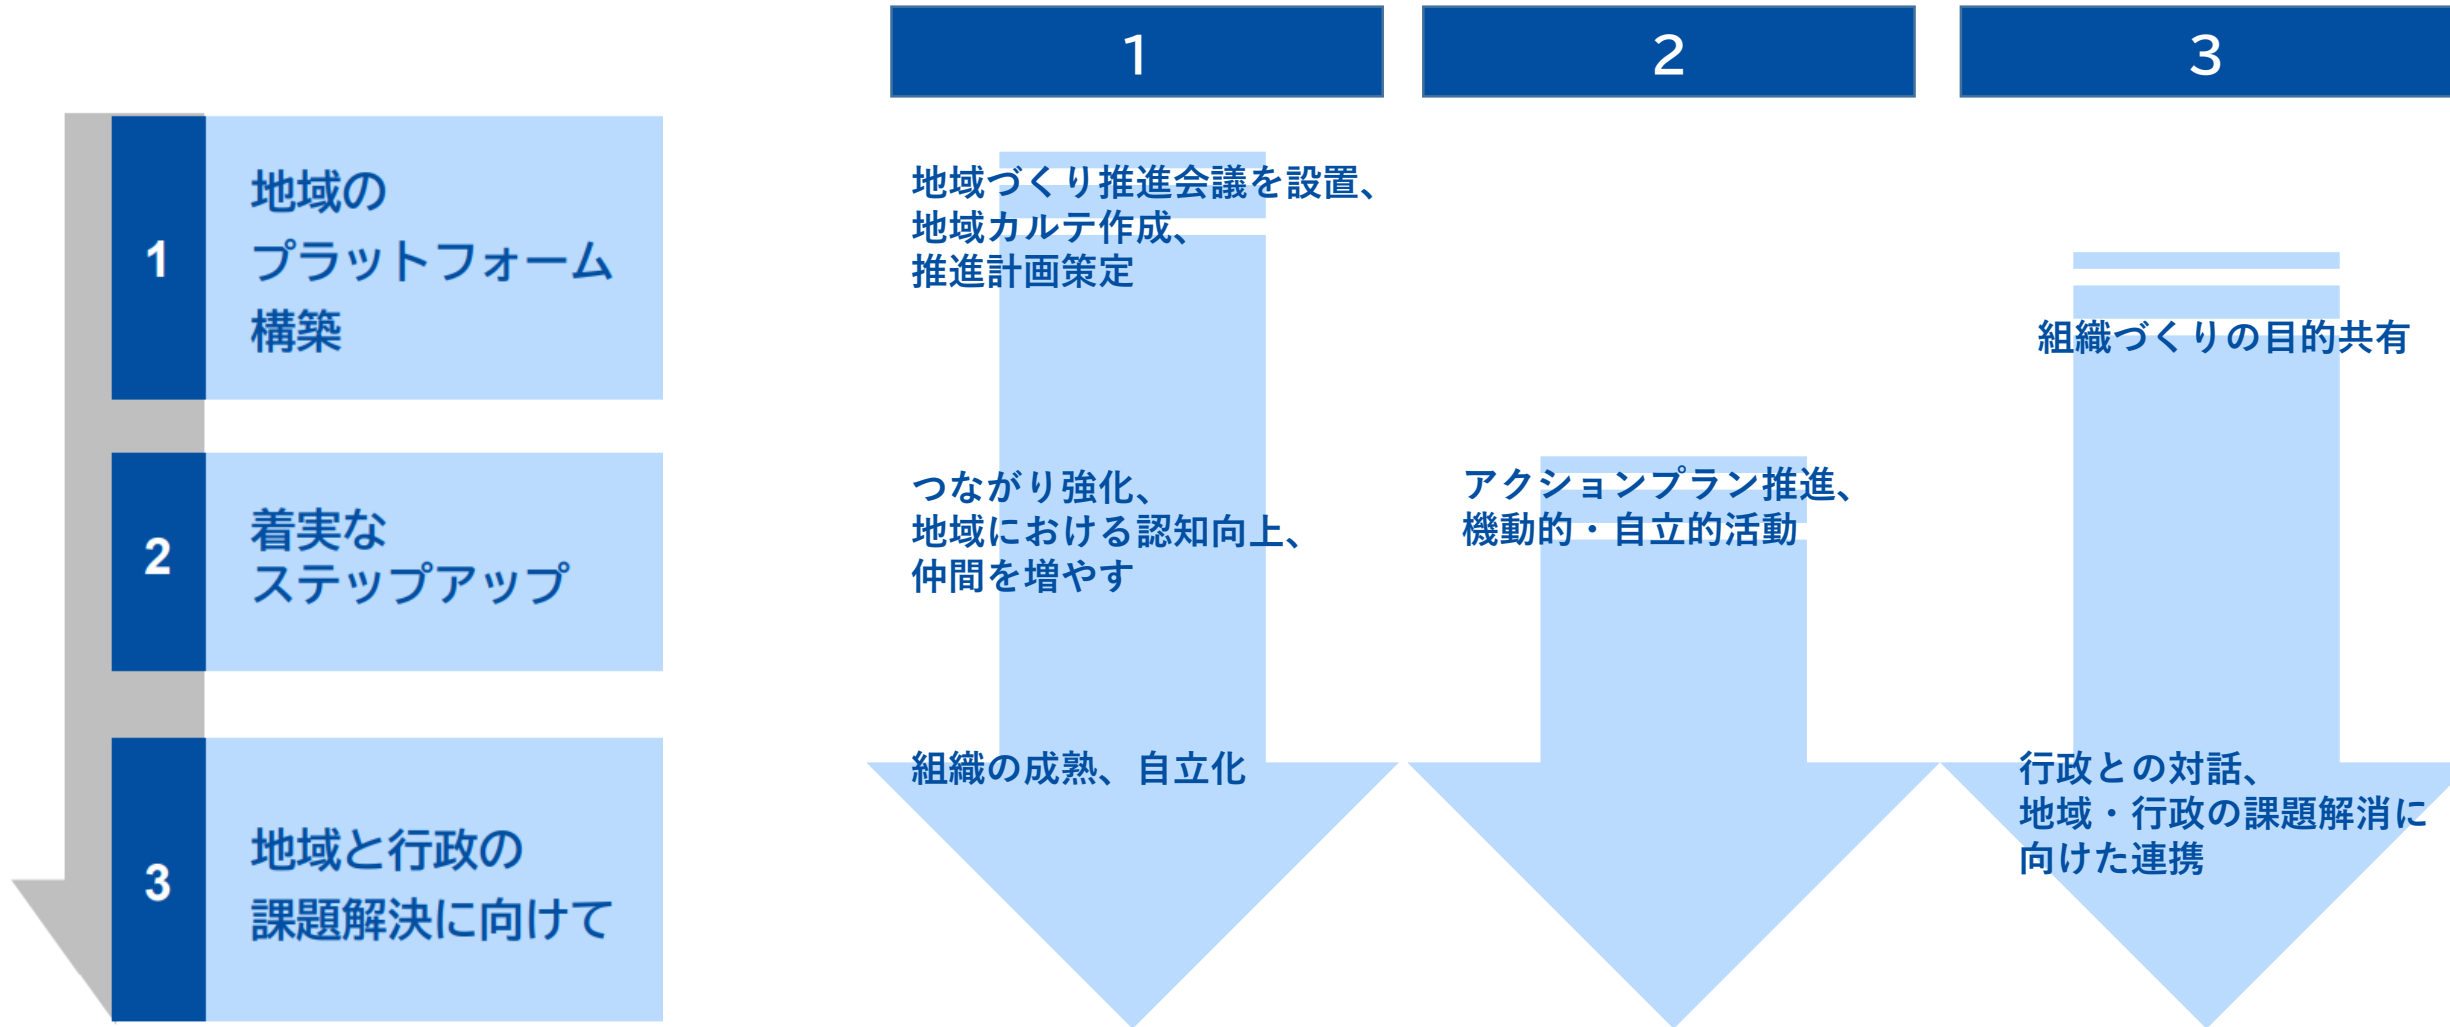 1
地域の
プラットフォーム
構築
2
着実な
ステップアップ
3
地域と行政の
課題解決に向けて
1
地域づくり推進会議を設置、
地域カルテ作成、
推進計画策定
つながり強化、
地域における認知向上、
仲間を増やす
組織の成熟、自立化
2
アクションプラン推進、
機動的・自立的活動
3
組織づくりの目的共有
行政との対話、
地域・行政の課題解消に
向けた連携